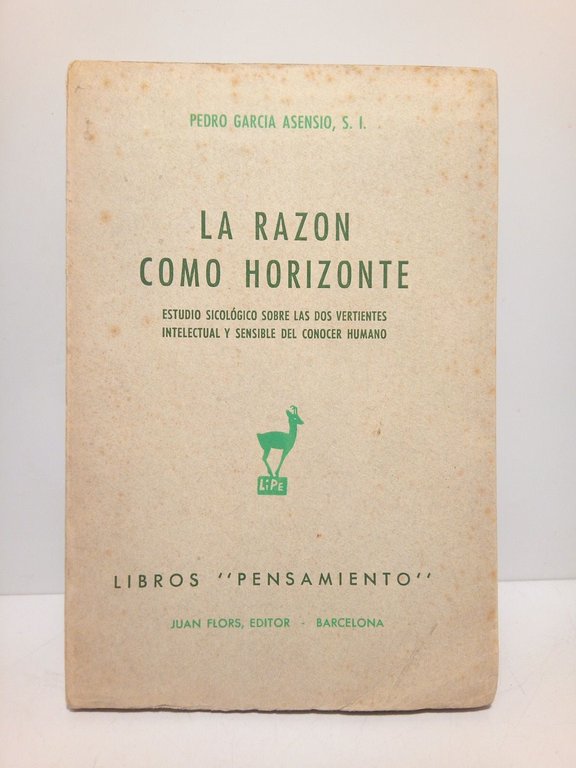 PEDRO GARCIA ASENSIO, S. I.
LA RAZON
COMO HORIZONTE
ESTUDIO SICOLÓGICO SOBRE LAS DOS VERTIENTES
INTELECTUAL Y SENSIBLE DEL CONOCER HUMANO
LiPE
LIBROS "PENSAMIENTO"
JUAN FLORS, EDITOR - BARCELONA